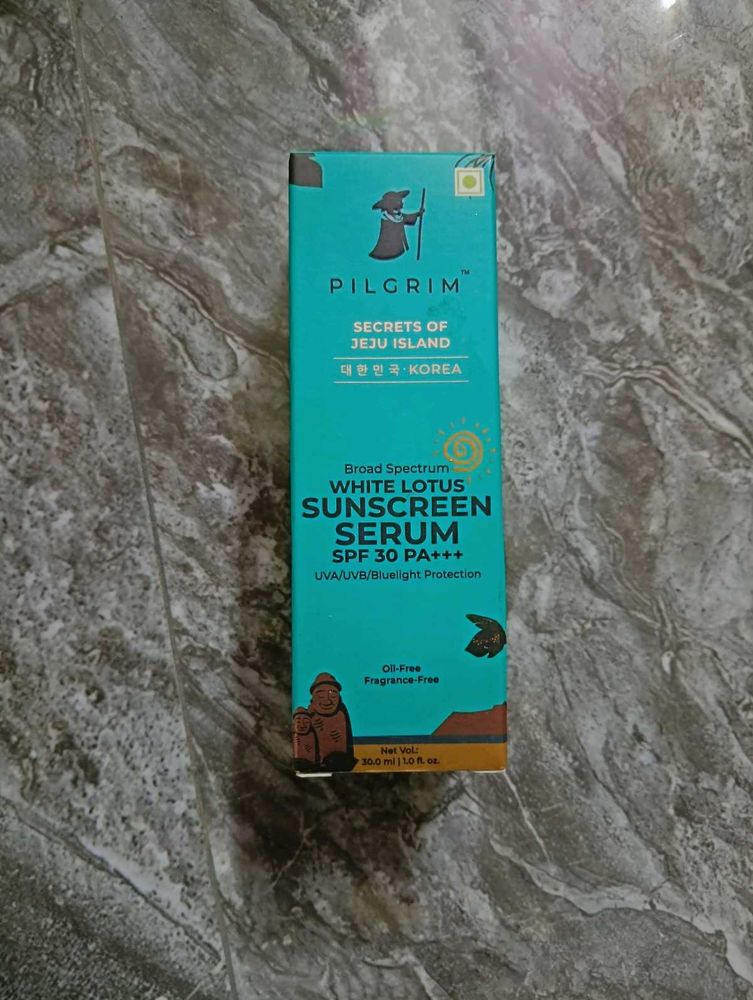 PILGRIM™
SECRETS OF
JEJU ISLAND
대한민국·KOREA
Broad Spectrum
WHITE LOTUS
SUNSCREEN
SERUM
SPF 30 PA+++
UVA/UVB/Bluelight Protection
Oil-Free
Fragrance-Free
Net Vol.:
30.0 ml | 1.0 fl. oz.